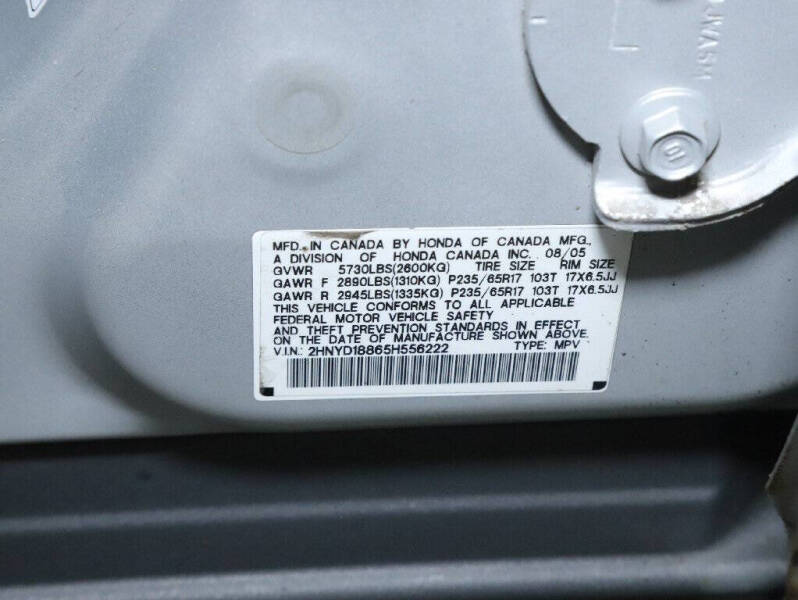 JVASM
MFD. IN CANADA BY HONDA OF CANADA MFG.,
A DIVISION OF HONDA CANADA INC. 08/05
GVWR 5730LBS(2600KG) TIRE SIZE RIM SIZE
GAWR F 2890LBS(1310KG) P235/65R17 103T 17X6.5JJ
GAWR R 2945LBS(1335KG) P235/65R17 103T 17X6.5JJ
THIS VEHICLE CONFORMS TO ALL APPLICABLE
FEDERAL MOTOR VEHICLE SAFETY
AND THEFT PREVENTION STANDARDS IN EFFECT
ON THE DATE OF MANUFACTURE SHOWN ABOVE.
V.I.N.: 2HNYD18865H556222 TYPE: MPV